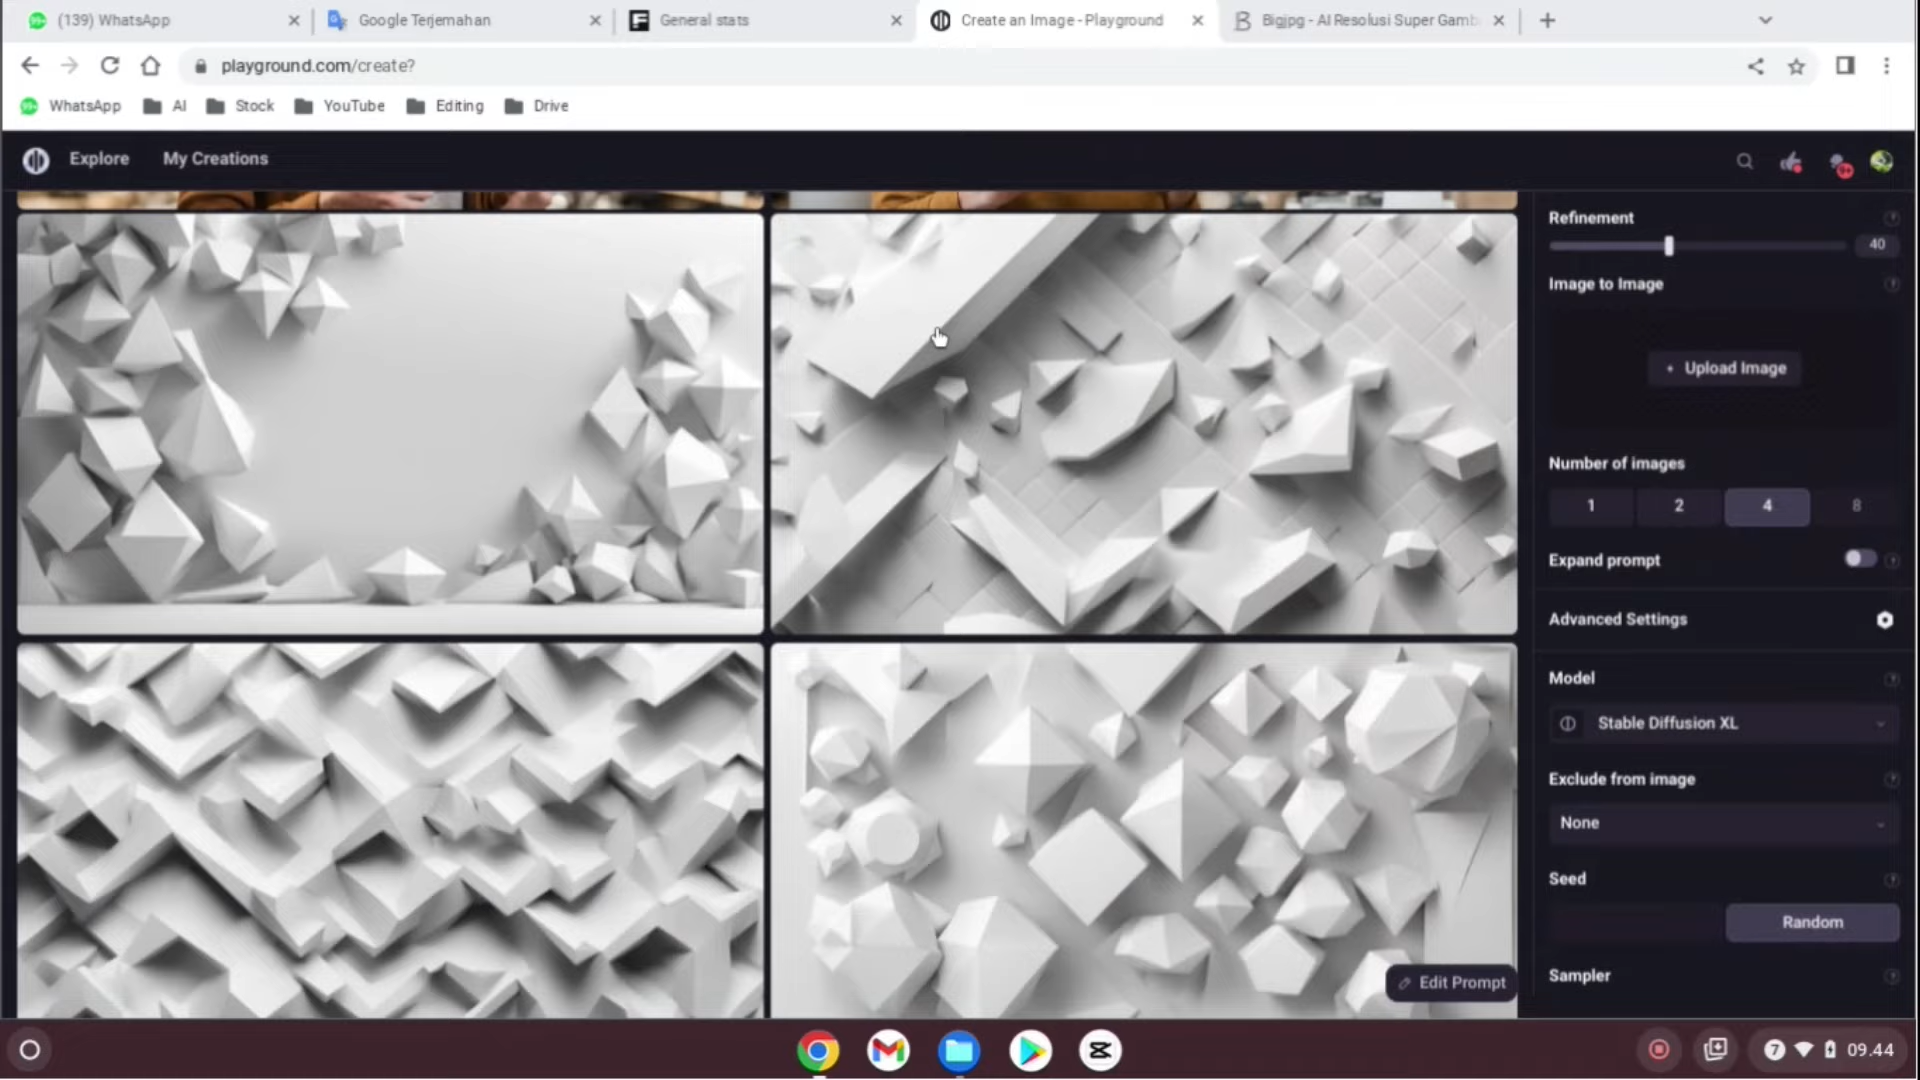 (139) WhatsApp
Google Terjemahan
General stats
Create an Image - Playground
Bigjpg - AI Resolusi Super Gamb
playground.com/create?
WhatsApp
AI
Stock
YouTube
Editing
Drive
Explore
My Creations
Refinement
40
Image to Image
+ Upload Image
Number of images
1
2
4
8
Expand prompt
Advanced Settings
Model
Stable Diffusion XL
Exclude from image
None
Seed
Random
Edit Prompt
Sampler
7
09.44